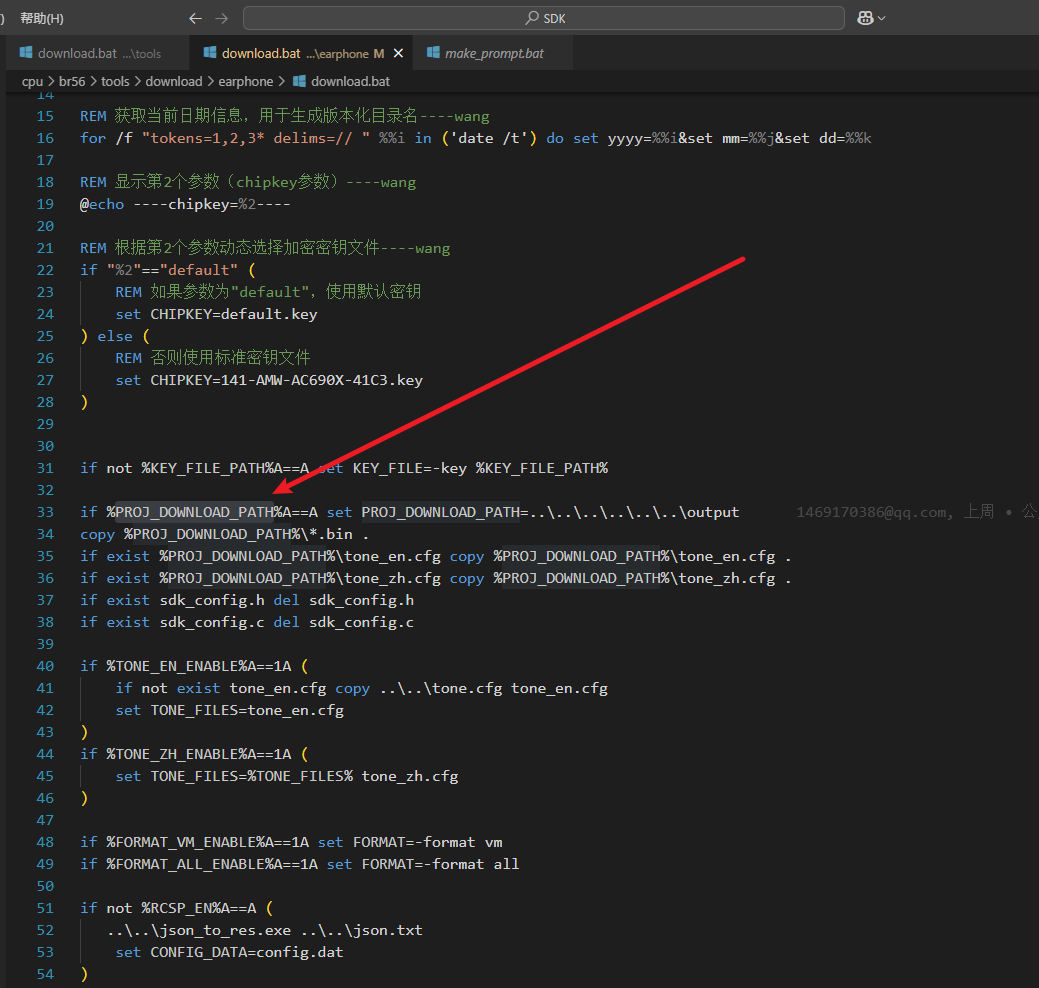 ) 帮助(H)
SDK
download.bat ...\tools
download.bat ...\earphone M
make_prompt.bat
cpu > br56 > tools > download > earphone > download.bat
14
15 REM 获取当前日期信息，用于生成版本化目录名----wang
16 for /f "tokens=1,2,3* delims=// " %%i in ('date /t') do set yyyy=%%i&set mm=%%j&set dd=%%k
17
18 REM 显示第2个参数（chipkey参数）----wang
19 @echo ----chipkey=%2----
20
21 REM 根据第2个参数动态选择加密密钥文件----wang
22 if "%2"=="default" (
23 REM 如果参数为"default"，使用默认密钥
24 set CHIPKEY=default.key
25 ) else (
26 REM 否则使用标准密钥文件
27 set CHIPKEY=141-AMW-AC690X-41C3.key
28 )
29
30
31 if not %KEY_FILE_PATH%A==A set KEY_FILE=-key %KEY_FILE_PATH%
32
33 if %PROJ_DOWNLOAD_PATH%A==A set PROJ_DOWNLOAD_PATH=..\..\..\..\..\..\output 1469170386@qq.com, 上周 • 公
34 copy %PROJ_DOWNLOAD_PATH%\*.bin .
35 if exist %PROJ_DOWNLOAD_PATH%\tone_en.cfg copy %PROJ_DOWNLOAD_PATH%\tone_en.cfg .
36 if exist %PROJ_DOWNLOAD_PATH%\tone_zh.cfg copy %PROJ_DOWNLOAD_PATH%\tone_zh.cfg .
37 if exist sdk_config.h del sdk_config.h
38 if exist sdk_config.c del sdk_config.c
39
40 if %TONE_EN_ENABLE%A==1A (
41 if not exist tone_en.cfg copy ..\..\tone.cfg tone_en.cfg
42 set TONE_FILES=tone_en.cfg
43 )
44 if %TONE_ZH_ENABLE%A==1A (
45 set TONE_FILES=%TONE_FILES% tone_zh.cfg
46 )
47
48 if %FORMAT_VM_ENABLE%A==1A set FORMAT=-format vm
49 if %FORMAT_ALL_ENABLE%A==1A set FORMAT=-format all
50
51 if not %RCSP_EN%A==A (
52 ..\..\json_to_res.exe ..\..\json.txt
53 set CONFIG_DATA=config.dat
54 )